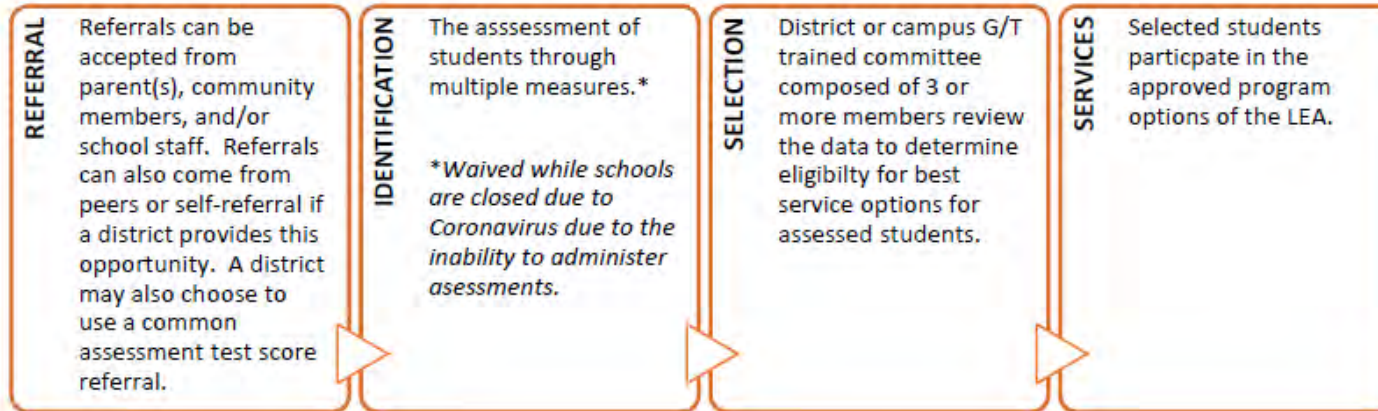 REFERRAL
Referrals can be
accepted from
parent(s), community
members, and/or
school staff.  Referrals
can also come from
peers or self-referral if
a district provides this
opportunity.  A district
may also choose to
use a common
assessment test score
referral.
IDENTIFICATION
The asssessment of
students through
multiple measures.*
*Waived while schools
are closed due to
Coronavirus due to the
inability to administer
asessments.
SELECTION
District or campus G/T
trained committee
composed of 3 or
more members review
the data to determine
eligibilty for best
service options for
assessed students.
SERVICES
Selected students
particpate in the
approved program
options of the LEA.